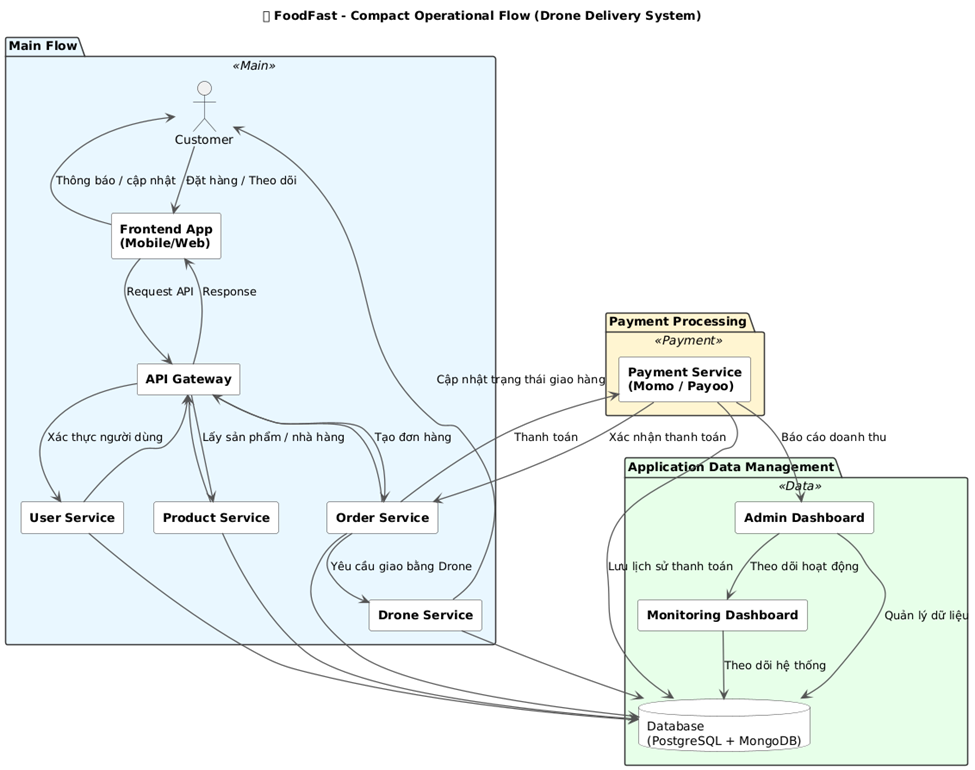 FoodFast - Compact Operational Flow (Drone Delivery System)
Main Flow
«Main»
Customer
Thông báo / cập nhật
Đặt hàng / Theo dõi
Frontend App
(Mobile/Web)
Request API
Response
Payment Processing
«Payment»
API Gateway
Cập nhật trạng thái giao hàng
Payment Service
(Momo / Payoo)
Xác thực người dùng
Lấy sản phẩm / nhà hàng
Tạo đơn hàng
Thanh toán
Xác nhận thanh toán
Báo cáo doanh thu
Application Data Management
«Data»
User Service
Product Service
Order Service
Admin Dashboard
Yêu cầu giao bằng Drone
Lưu lịch sử thanh toán
Theo dõi hoạt động
Drone Service
Monitoring Dashboard
Quản lý dữ liệu
Theo dõi hệ thống
Database
(PostgreSQL + MongoDB)